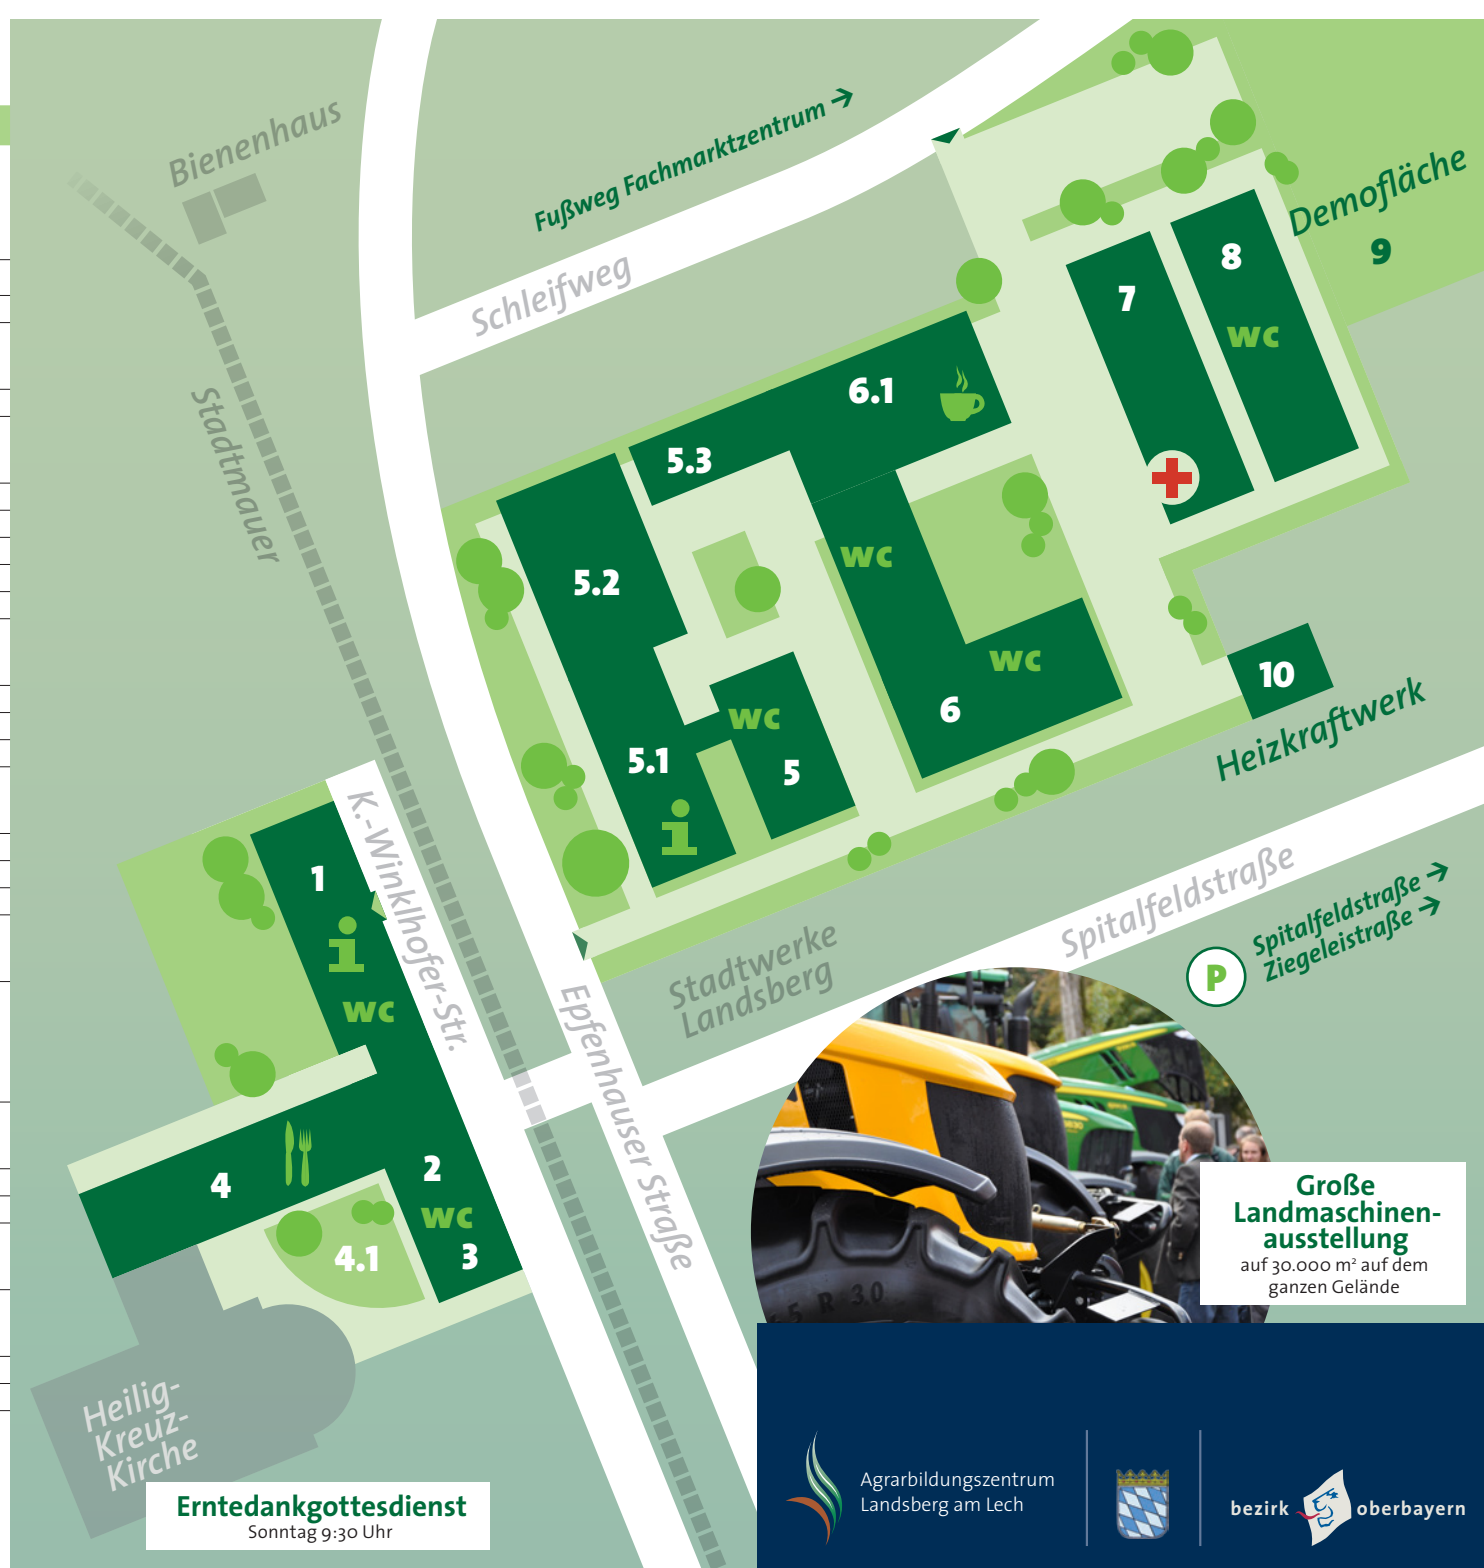 Bienenhaus
Fußweg Fachmarktzentrum →
Schleifweg
Demofläche
9
8
WC
7
6.1
5.3
Stadtmauer
5.2
WC
WC
6
10
Heizkraftwerk
WC
5.1
5
i
K.-Winklhofer-Str.
1
i
WC
Stadtwerke
Landsberg
Spitalfeldstraße
Spitalfeldstraße →
Ziegeleistraße →
P
Epfenhauser Straße
4
2
WC
3
4.1
5 R 30
Große
Landmaschinen-
ausstellung
auf 30.000 m² auf dem
ganzen Gelände
Heilig-
Kreuz-
Kirche
Erntedankgottesdienst
Sonntag 9:30 Uhr
Agrarbildungszentrum
Landsberg am Lech
bezirk oberbayern